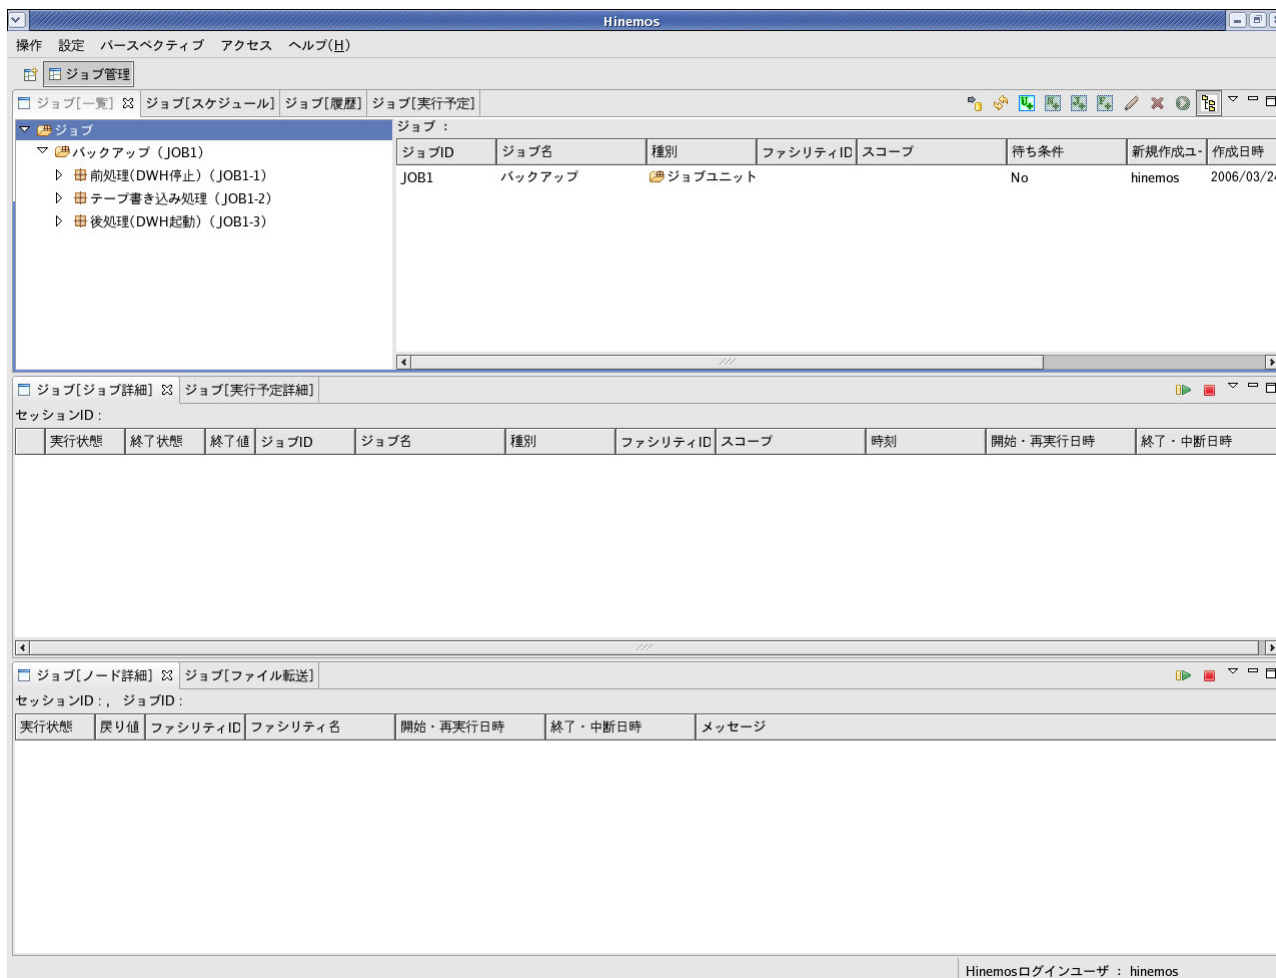 Hinemos
操作 設定 パースペクティブ アクセス ヘルプ(H)
ジョブ管理
ジョブ[一覧] ジョブ[スケジュール] ジョブ[履歴] ジョブ[実行予定]
ジョブ
バックアップ (JOB1)
前処理(DWH停止) (JOB1-1)
テープ書き込み処理 (JOB1-2)
後処理(DWH起動) (JOB1-3)
ジョブ :
ジョブID ジョブ名 種別 ファシリティID スコープ 待ち条件 新規作成ユ- 作成日時
JOB1 バックアップ ジョブユニット No hinemos 2006/03/24
ジョブ[ジョブ詳細] ジョブ[実行予定詳細]
セッションID :
実行状態 終了状態 終了値 ジョブID ジョブ名 種別 ファシリティID スコープ 時刻 開始・再実行日時 終了・中断日時
ジョブ[ノード詳細] ジョブ[ファイル転送]
セッションID : , ジョブID :
実行状態 戻り値 ファシリティID ファシリティ名 開始・再実行日時 終了・中断日時 メッセージ
Hinemosログインユーザ : hinemos